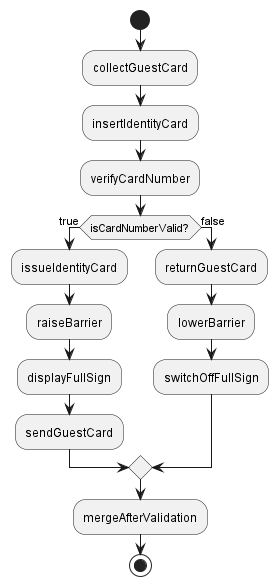 collectGuestCard
insertIdentityCard
verifyCardNumber
true
isCardNumberValid?
false
issueIdentityCard
returnGuestCard
raiseBarrier
lowerBarrier
displayFullSign
switchOffFullSign
sendGuestCard
mergeAfterValidation